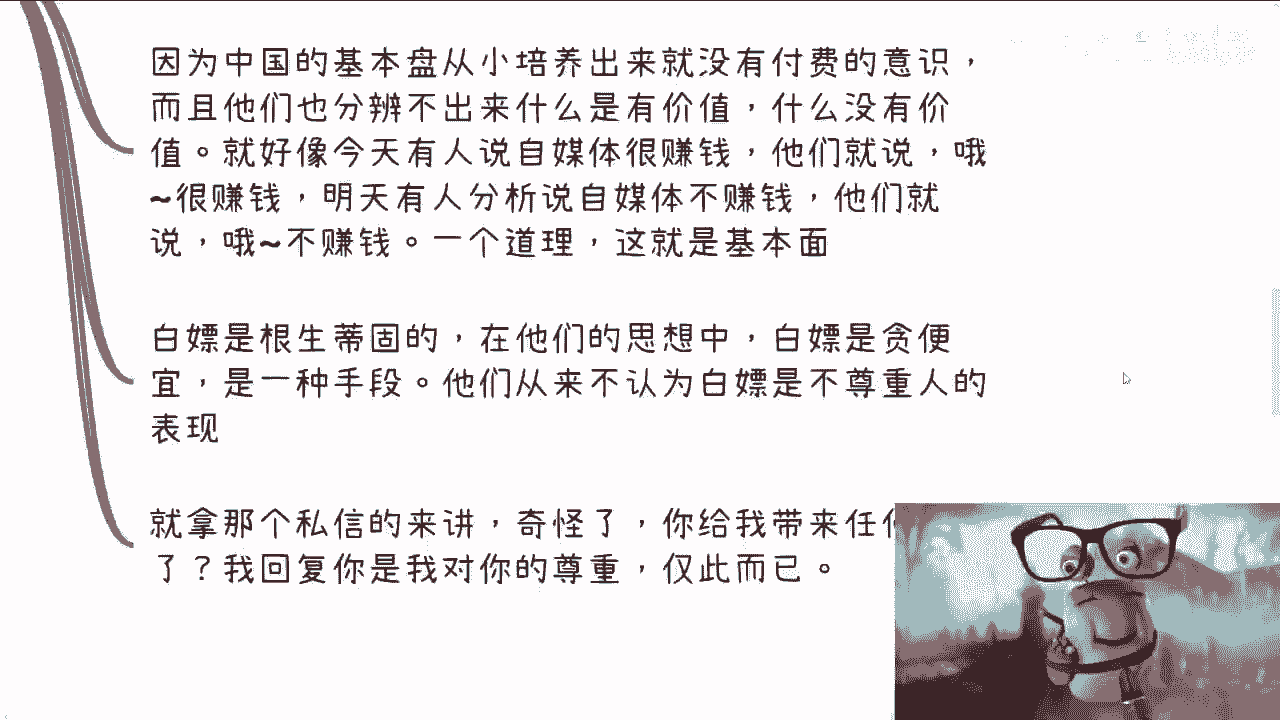 因为中国的基本盘从小培养出来就没有付费的意识，
而且他们也分辨不出来什么是有价值，什么没有价
值。就好像今天有人说自媒体很赚钱，他们就说，哦
~很赚钱，明天有人分析说自媒体不赚钱，他们就
说，哦~不赚钱。一个道理，这就是基本面
白嫖是根生蒂固的，在他们的思想中，白嫖是贪便
宜，是一种手段。他们从来不认为白嫖是不尊重人的
表现
就拿那个私信的来讲，奇怪了，你给我带来任
了？我回复你是我对你的尊重，仅此而已。